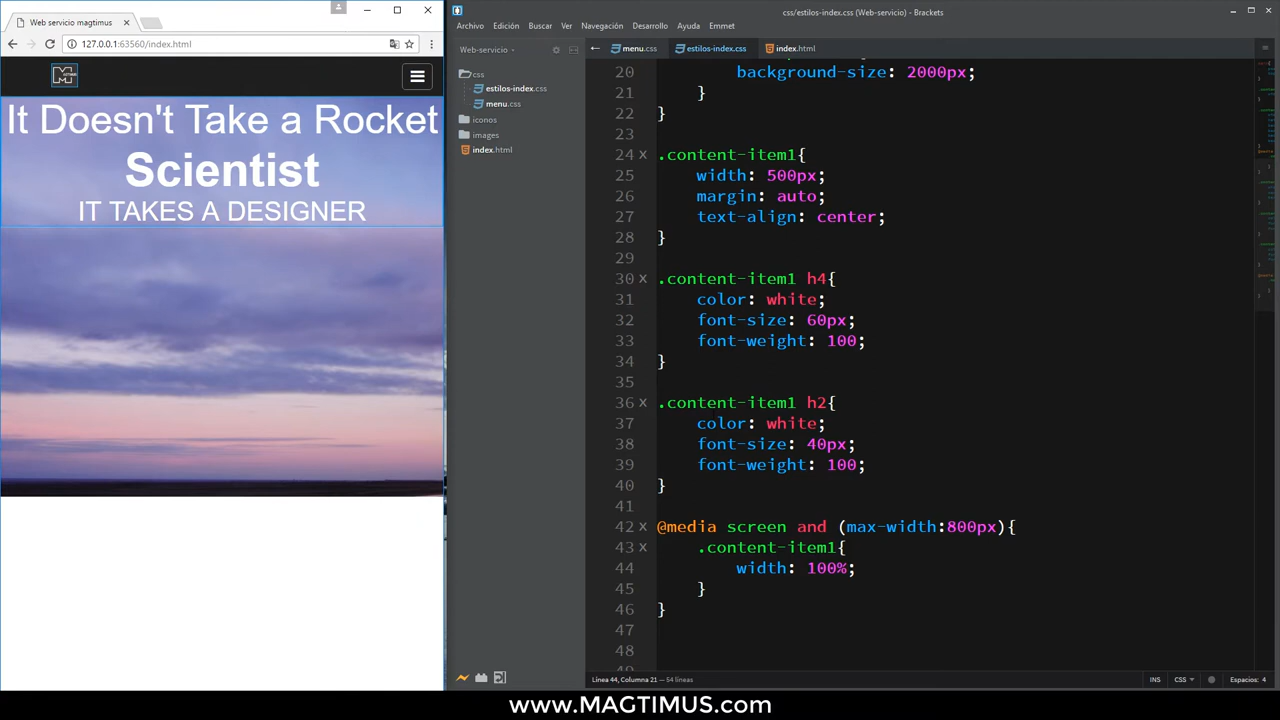 Web servicio magtimus
127.0.0.1:63560/index.html
It Doesn't Take a Rocket
Scientist
IT TAKES A DESIGNER
css/estilos-index.css (Web-servicio) - Brackets
Archivo Edición Buscar Ver Navegación Desarrollo Ayuda Emmet
Web-servicio
css
estilos-index.css
menu.css
iconos
images
index.html
menu.css estilos-index.css index.html
20 background-size: 2000px;
21 }
22 }
23
24 .content-item1{
25 width: 500px;
26 margin: auto;
27 text-align: center;
28 }
29
30 .content-item1 h4{
31 color: white;
32 font-size: 60px;
33 font-weight: 100;
34 }
35
36 .content-item1 h2{
37 color: white;
38 font-size: 40px;
39 font-weight: 100;
40 }
41
42 @media screen and (max-width:800px){
43 .content-item1{
44 width: 100%;
45 }
46 }
47
48
Línea 44, Columna 21 — 54 líneas
INS CSS Espacios: 4
www.MAGTIMUS.com